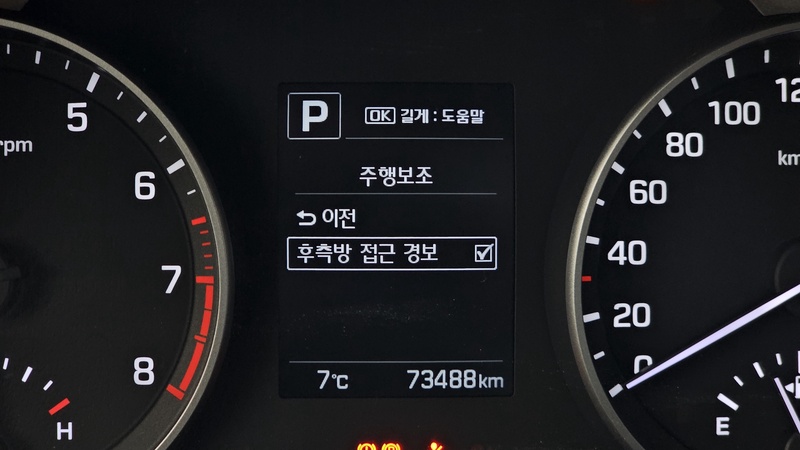 P
OK 길게 : 도움말
주행보조
이전
후측방 접근 경보
7℃ 73488km
rpm
5
6
7
8
H
0
20
40
60
80
100
E